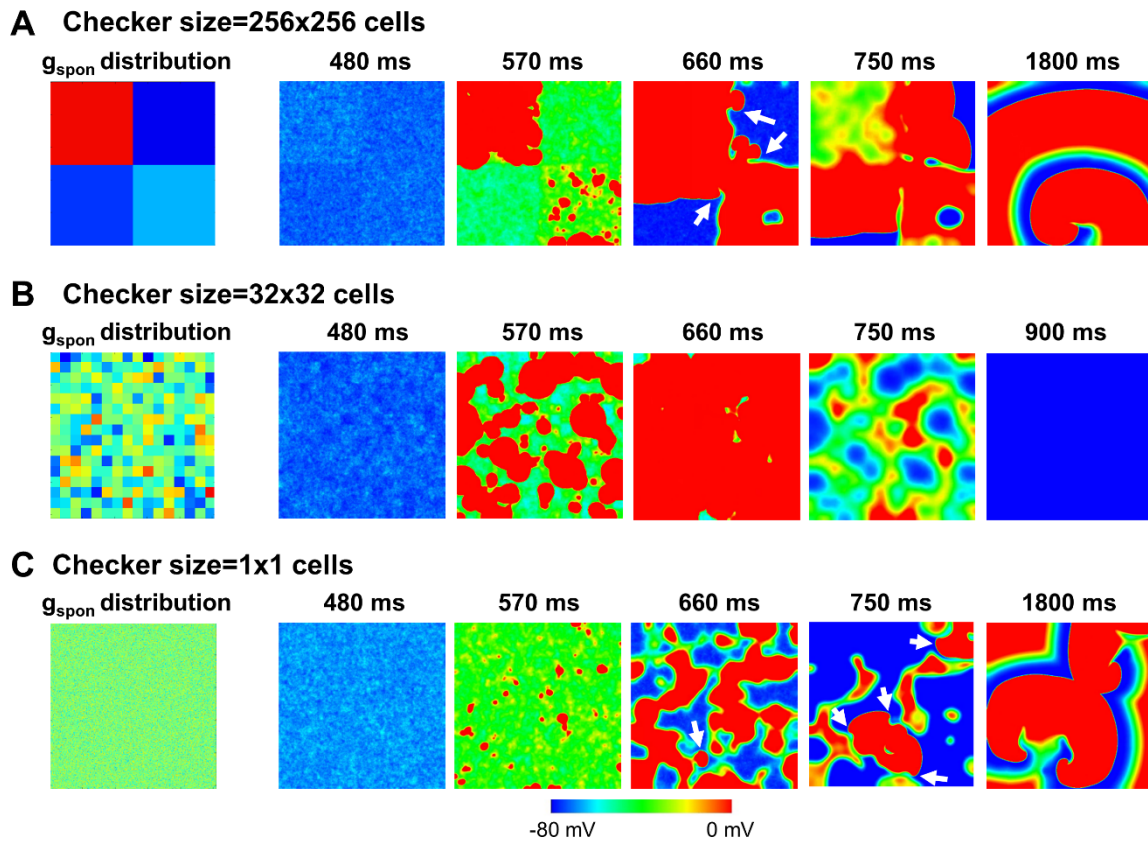 A Checker size=256x256 cells
gspon distribution 480 ms 570 ms 660 ms 750 ms 1800 ms
B Checker size=32x32 cells
gspon distribution 480 ms 570 ms 660 ms 750 ms 900 ms
C Checker size=1x1 cells
gspon distribution 480 ms 570 ms 660 ms 750 ms 1800 ms
-80 mV 0 mV